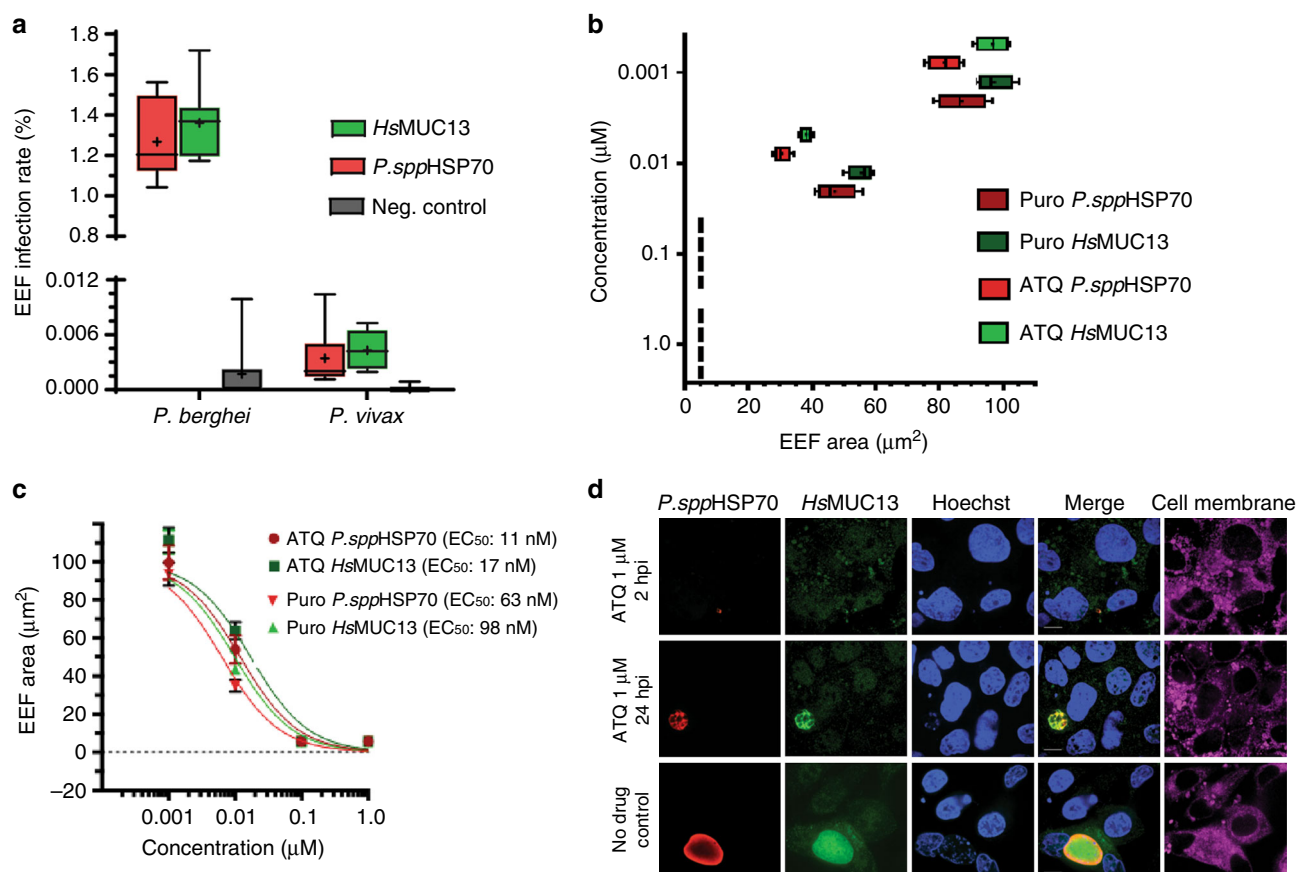 a
EEF infection rate (%)
1.8
1.6
1.4
1.2
1.0
0.8
0.012
0.006
0.000
P. berghei
P. vivax
HsMUC13
P.sppHSP70
Neg. control
b
Concentration (μM)
0.001
0.01
0.1
1.0
0
20
40
60
80
100
EEF area (μm²)
Puro P.sppHSP70
Puro HsMUC13
ATQ P.sppHSP70
ATQ HsMUC13
c
EEF area (μm²)
100
80
60
40
20
0
–20
0.001
0.01
0.1
1.0
Concentration (μM)
ATQ P.sppHSP70 (EC₅₀: 11 nM)
ATQ HsMUC13 (EC₅₀: 17 nM)
Puro P.sppHSP70 (EC₅₀: 63 nM)
Puro HsMUC13 (EC₅₀: 98 nM)
d
P.sppHSP70
HsMUC13
Hoechst
Merge
Cell membrane
ATQ 1 μM
2 hpi
ATQ 1 μM
24 hpi
No drug
control